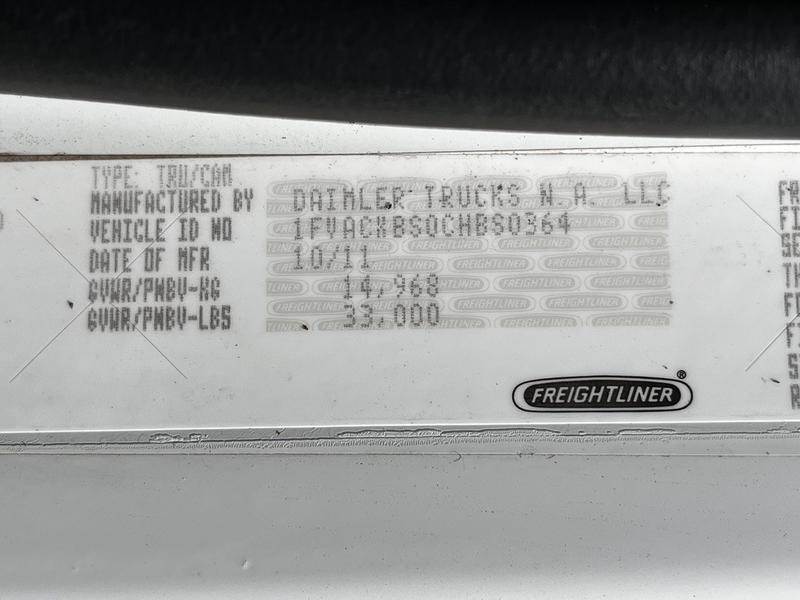 TYPE: TRU/CAM
MANUFACTURED BY DAIMLER TRUCKS N.A. LLC
VEHICLE ID NO 1FVACXBS0CHBS0364
DATE OF MFR 10/11
GVWR/PNBV-KG 14,968
GVWR/PNBV-LBS 33,000
FREIGHTLINER®